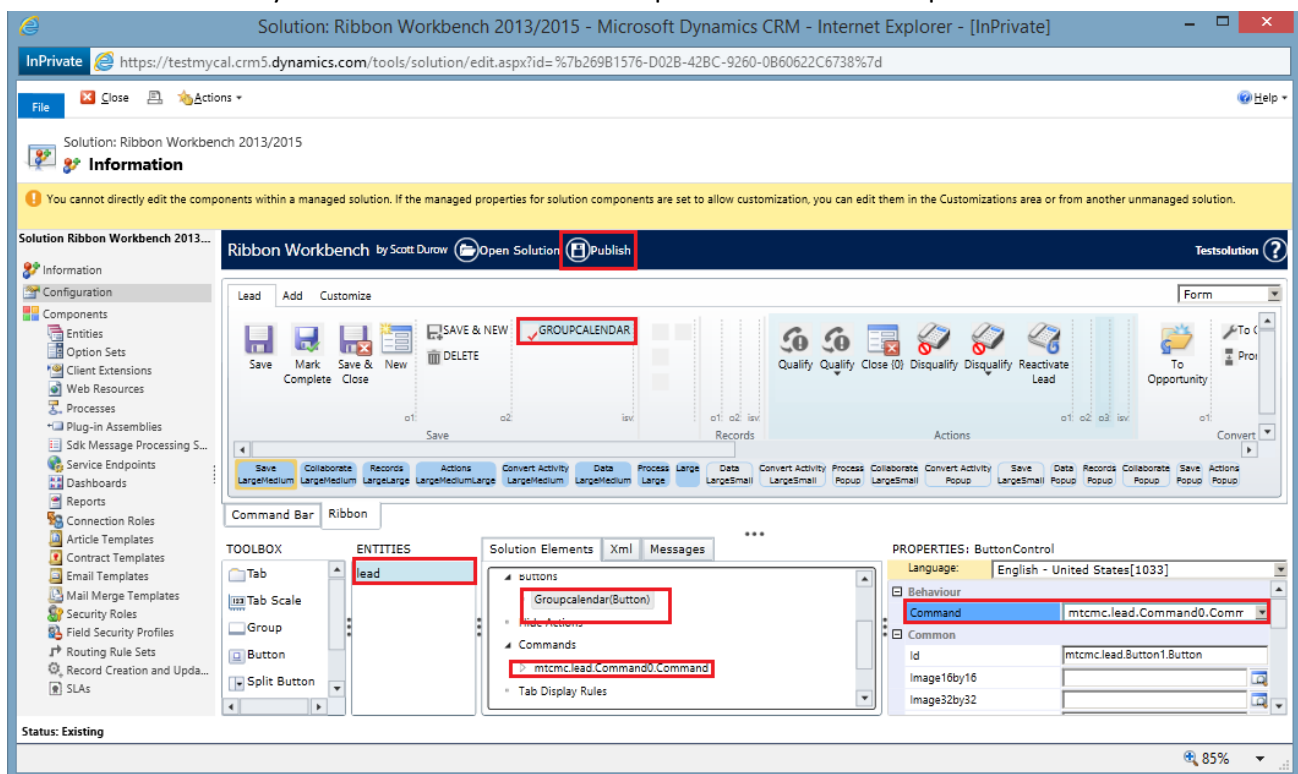 Solution: Ribbon Workbench 2013/2015 - Microsoft Dynamics CRM - Internet Explorer - [InPrivate]
InPrivate https://testmycal.crm5.dynamics.com/tools/solution/edit.aspx?id=%7b269B1576-D02B-42BC-9260-0B60622C6738%7d
File Close Actions Help
Solution: Ribbon Workbench 2013/2015
Information
You cannot directly edit the components within a managed solution. If the managed properties for solution components are set to allow customization, you can edit them in the Customizations area or from another unmanaged solution.
Solution Ribbon Workbench 2013...
Information
Configuration
Components
Entities
Option Sets
Client Extensions
Web Resources
Processes
Plug-in Assemblies
Sdk Message Processing S...
Service Endpoints
Dashboards
Reports
Connection Roles
Article Templates
Contract Templates
Email Templates
Mail Merge Templates
Security Roles
Field Security Profiles
Routing Rule Sets
Record Creation and Upda...
SLAs
Ribbon Workbench by Scott Durow Open Solution Publish Testsolution ?
Lead Add Customize Form
Save
Mark Complete
Save & Close
New
SAVE & NEW
DELETE
GROUPCALENDAR
Qualify
Qualify
Close {0}
Disqualify
Disqualify
Reactivate Lead
To Opportunity
To
o1 o2 isv o1 o2 isv o1 o2 o3 isv o1
Save Records Actions Convert
Save LargeMedium
Collaborate LargeMedium
Records LargeLarge
Actions LargeMediumLarge
Convert Activity LargeMedium
Data LargeMedium
Process Large
Large
Data LargeSmall
Convert Activity LargeSmall
Process Popup
Collaborate LargeSmall
Convert Activity Popup
Save LargeSmall
Data Popup
Records Popup
Collaborate Popup
Save Popup
Actions Popup
Command Bar Ribbon
TOOLBOX
Tab
Tab Scale
Group
Button
Split Button
ENTITIES
lead
Solution Elements Xml Messages
Buttons
Groupcalendar(Button)
Hide Actions
Commands
mtcmc.lead.Command0.Command
Tab Display Rules
PROPERTIES: ButtonControl
Language: English - United States[1033]
Behaviour
Command mtcmc.lead.Command0.Comm
Common
Id mtcmc.lead.Button1.Button
Image16by16
Image32by32
Status: Existing
85%